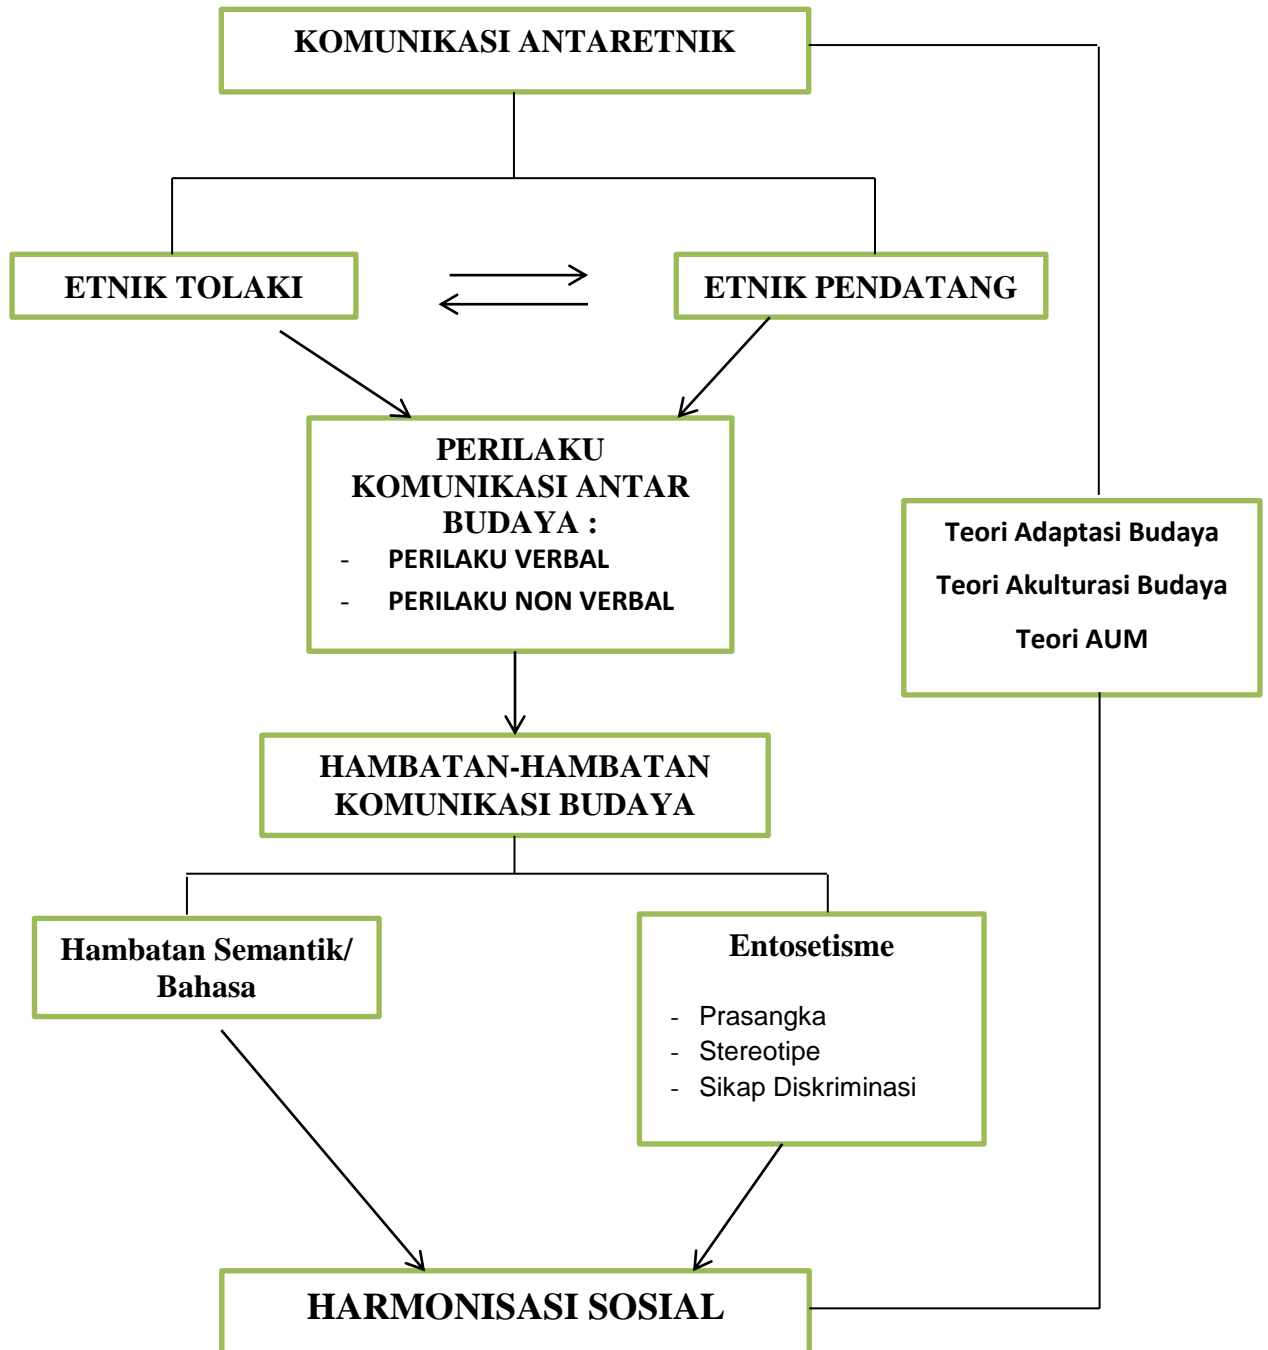 KOMUNIKASI ANTARETNIK
ETNIK TOLAKI
ETNIK PENDATANG
PERILAKU
KOMUNIKASI ANTAR
BUDAYA :
- PERILAKU VERBAL
- PERILAKU NON VERBAL
Teori Adaptasi Budaya
Teori Akulturasi Budaya
Teori AUM
HAMBATAN-HAMBATAN
KOMUNIKASI BUDAYA
Hambatan Semantik/
Bahasa
Entosetisme
- Prasangka
- Stereotipe
- Sikap Diskriminasi
HARMONISASI SOSIAL